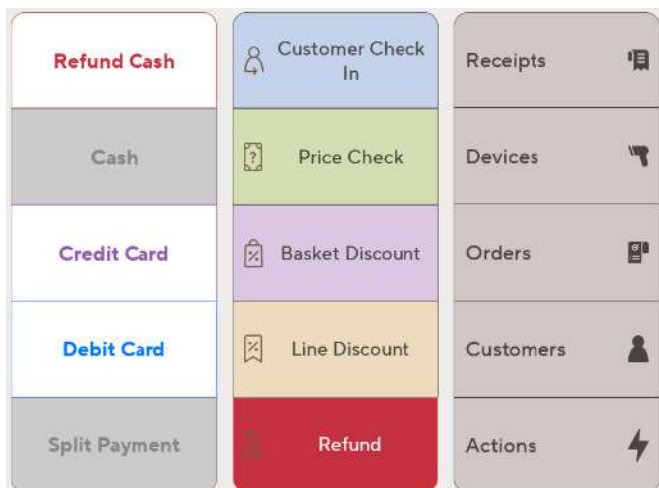 Refund Cash
Cash
Credit Card
Debit Card
Split Payment
Customer Check
In
Price Check
Basket Discount
Line Discount
Refund
Receipts
Devices
Orders
Customers
Actions